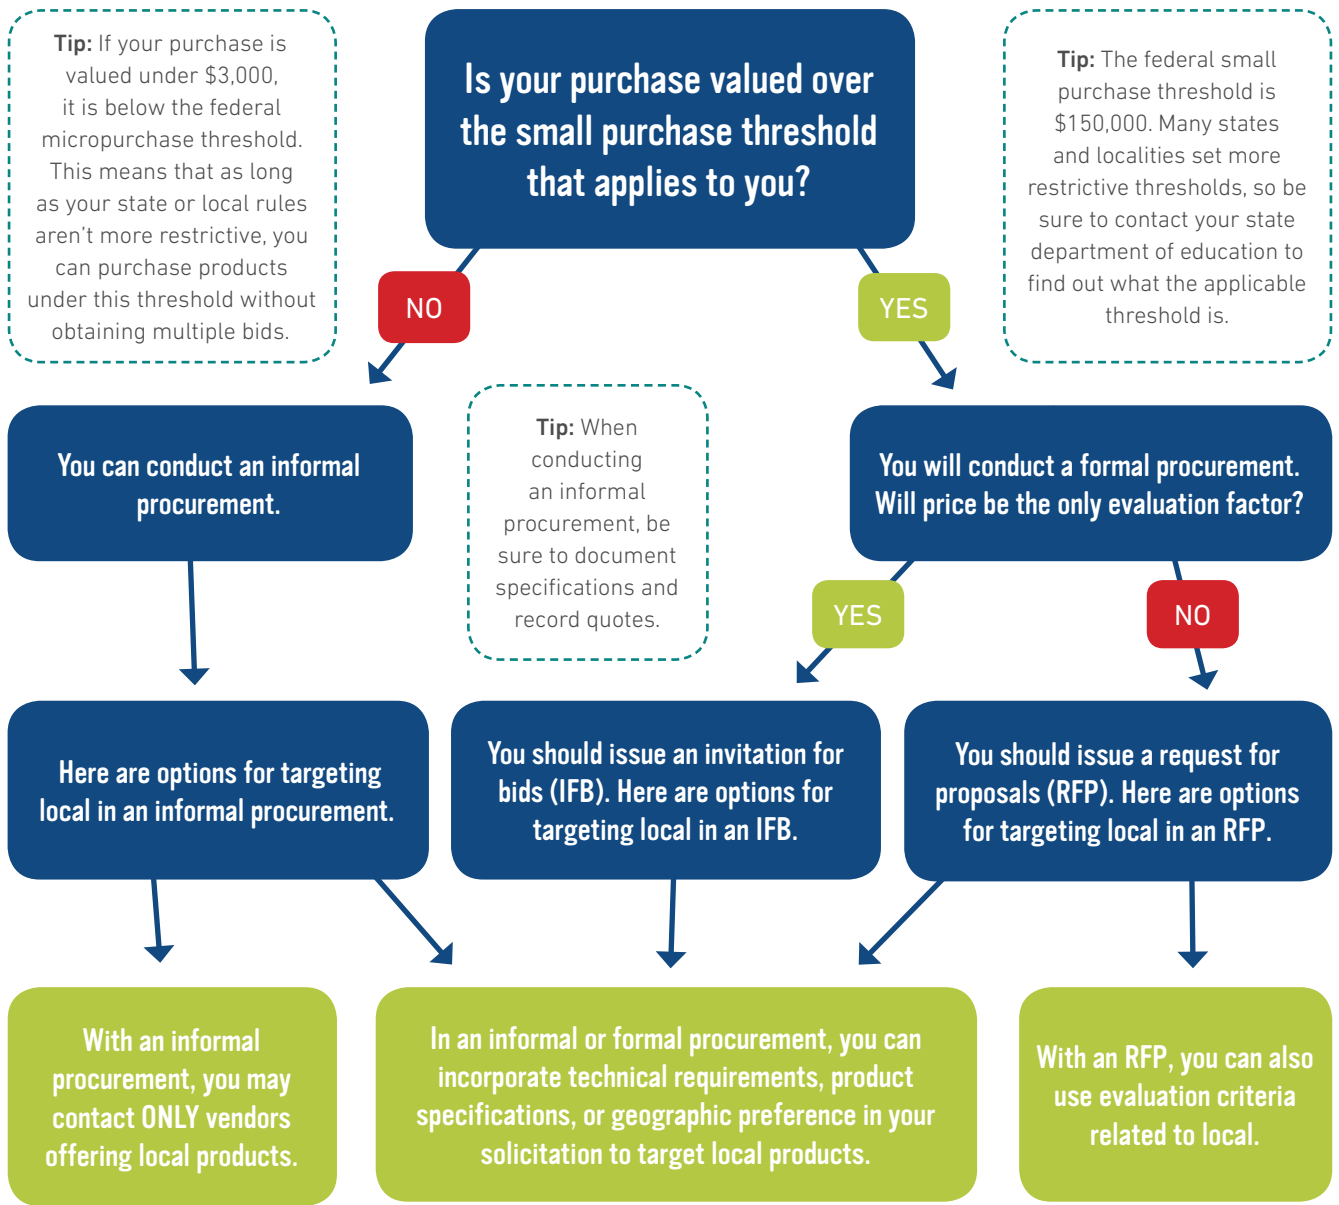 Tip: If your purchase is
valued under $3,000,
it is below the federal
micropurchase threshold.
This means that as long
as your state or local rules
aren't more restrictive, you
can purchase products
under this threshold without
obtaining multiple bids.
Is your purchase valued over
the small purchase threshold
that applies to you?
Tip: The federal small
purchase threshold is
$150,000. Many states
and localities set more
restrictive thresholds, so be
sure to contact your state
department of education to
find out what the applicable
threshold is.
NO
YES
You can conduct an informal
procurement.
Tip: When
conducting
an informal
procurement, be
sure to document
specifications and
record quotes.
You will conduct a formal procurement.
Will price be the only evaluation factor?
YES
NO
Here are options for targeting
local in an informal procurement.
You should issue an invitation for
bids (IFB). Here are options for
targeting local in an IFB.
You should issue a request for
proposals (RFP). Here are options
for targeting local in an RFP.
With an informal
procurement, you may
contact ONLY vendors
offering local products.
In an informal or formal procurement, you can
incorporate technical requirements, product
specifications, or geographic preference in your
solicitation to target local products.
With an RFP, you can also
use evaluation criteria
related to local.